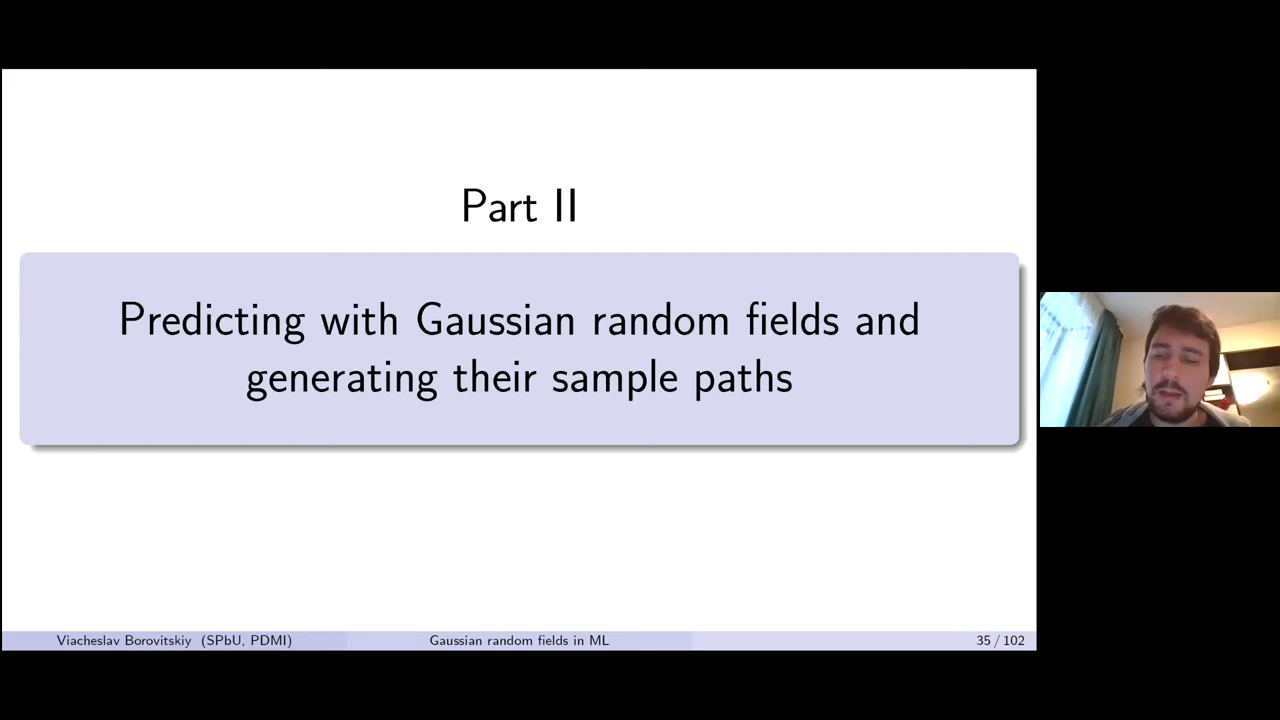 Part II
Predicting with Gaussian random fields and
generating their sample paths
Viacheslav Borovitskiy (SPbU, PDMI)
Gaussian random fields in ML
35 / 102